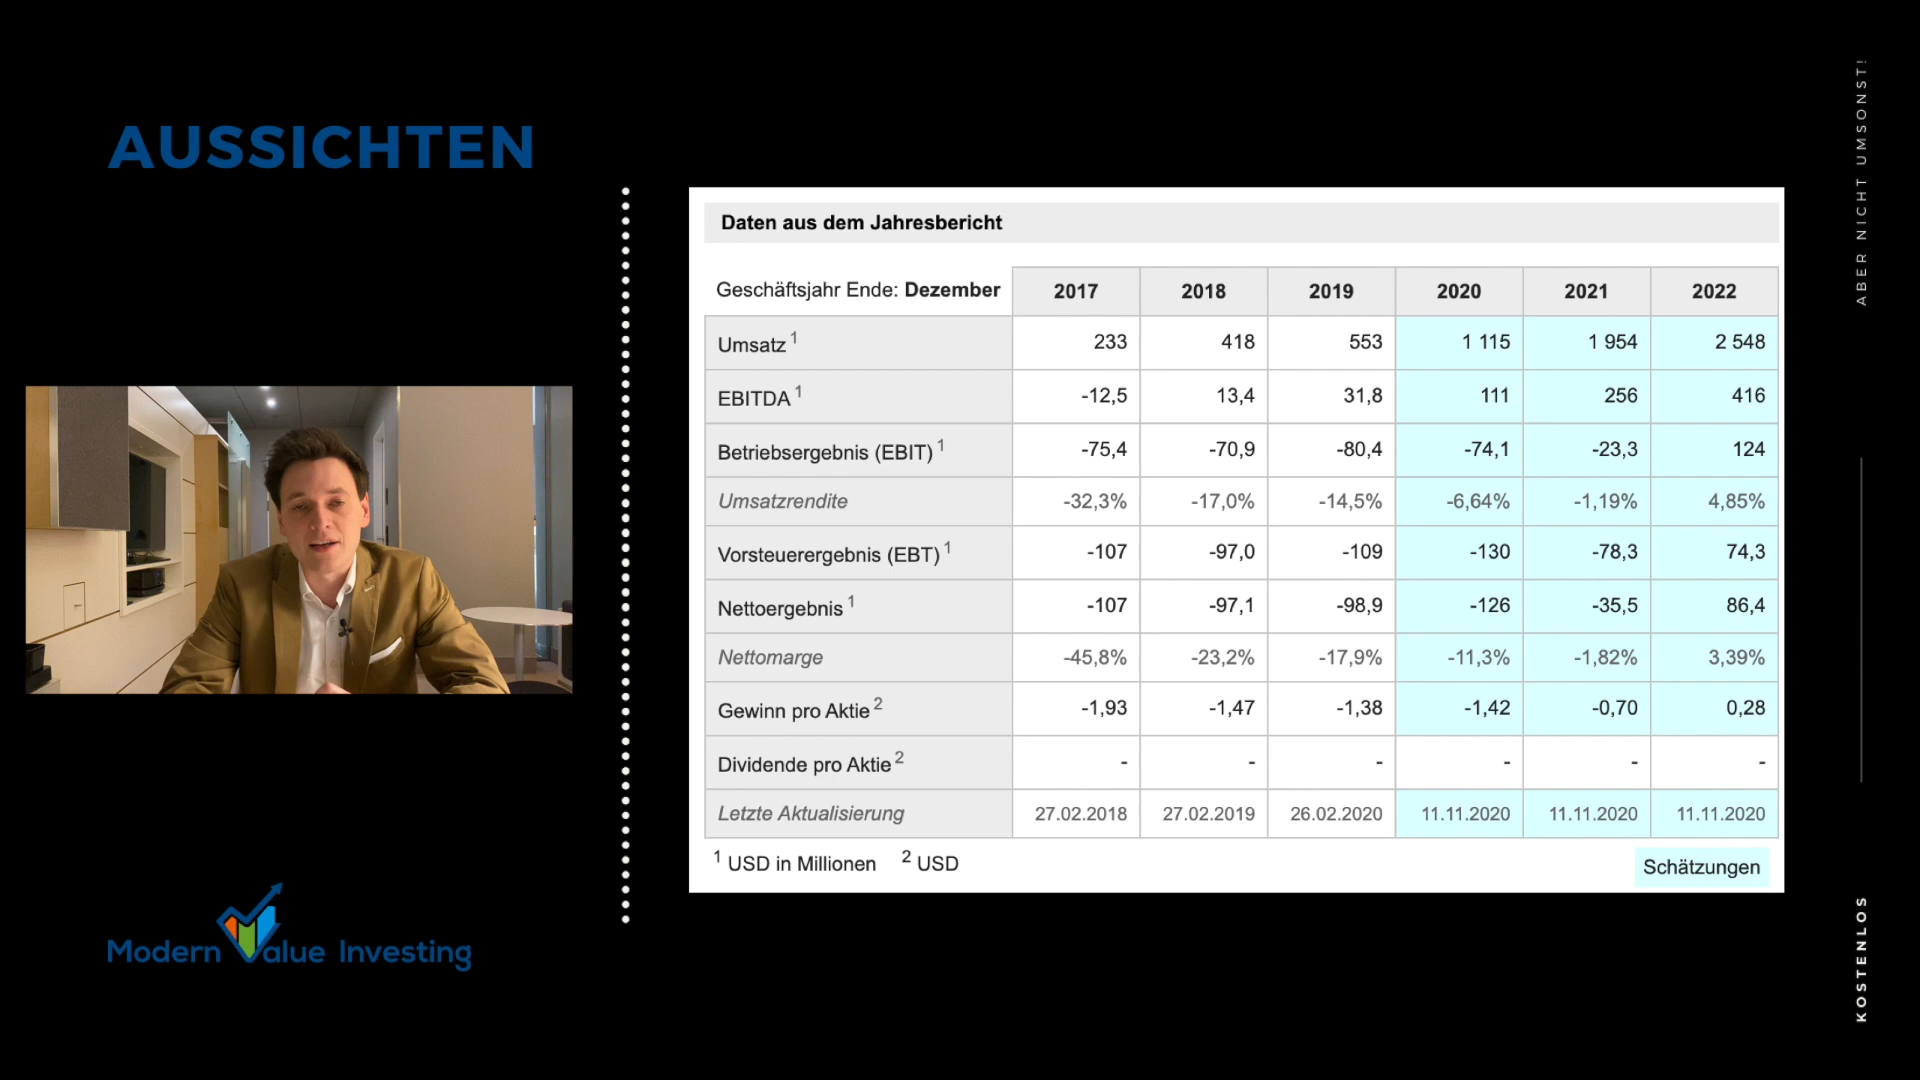 AUSSICHTEN
Daten aus dem Jahresbericht
Geschäftsjahr Ende: Dezember 2017 2018 2019 2020 2021 2022
Umsatz 1 233 418 553 1 115 1 954 2 548
EBITDA 1 -12,5 13,4 31,8 111 256 416
Betriebsergebnis (EBIT) 1 -75,4 -70,9 -80,4 -74,1 -23,3 124
Umsatzrendite -32,3% -17,0% -14,5% -6,64% -1,19% 4,85%
Vorsteuerergebnis (EBT) 1 -107 -97,0 -109 -130 -78,3 74,3
Nettoergebnis 1 -107 -97,1 -98,9 -126 -35,5 86,4
Nettomarge -45,8% -23,2% -17,9% -11,3% -1,82% 3,39%
Gewinn pro Aktie 2 -1,93 -1,47 -1,38 -1,42 -0,70 0,28
Dividende pro Aktie 2 - - - - - -
Letzte Aktualisierung 27.02.2018 27.02.2019 26.02.2020 11.11.2020 11.11.2020 11.11.2020
1 USD in Millionen 2 USD
Schätzungen
Modern Value Investing
KOSTENLOS
ABER NICHT UMSONST!